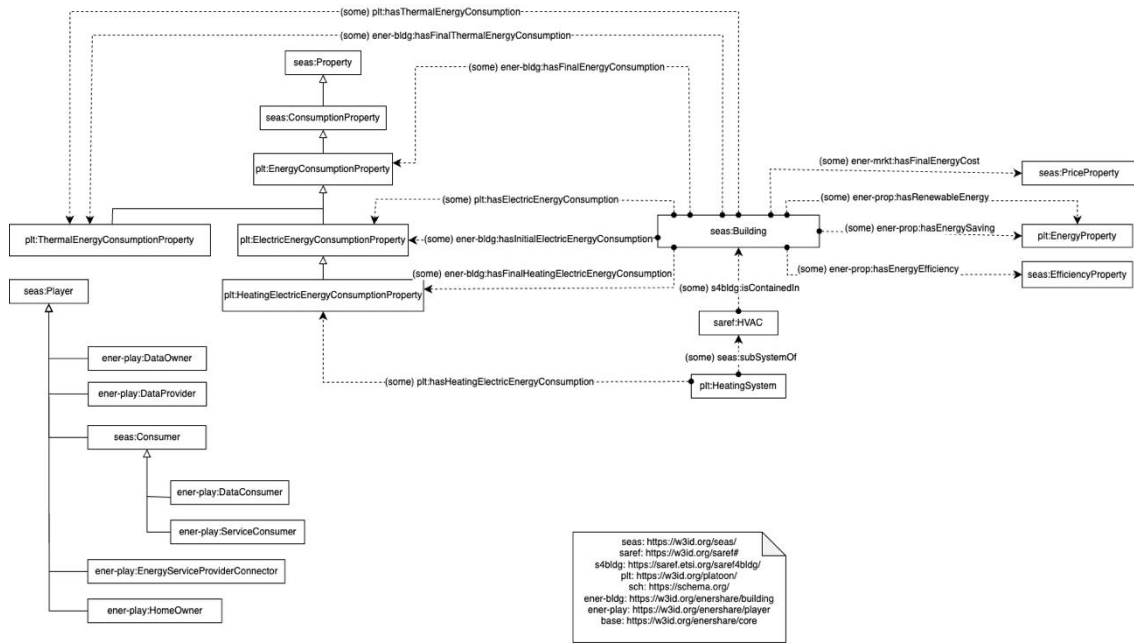 (some) plt:hasThermalEnergyConsumption
(some) ener-bldg:hasFinalThermalEnergyConsumption
seas:Property
(some) ener-bldg:hasFinalEnergyConsumption
seas:ConsumptionProperty
plt:EnergyConsumptionProperty
(some) ener-mrkt:hasFinalEnergyCost
seas:PriceProperty
(some) plt:hasElectricEnergyConsumption
(some) ener-prop:hasRenewableEnergy
plt:ThermalEnergyConsumptionProperty
plt:ElectricEnergyConsumptionProperty
(some) ener-bldg:hasInitialElectricEnergyConsumption
seas:Building
(some) ener-prop:hasEnergySaving
plt:EnergyProperty
(some) ener-bldg:hasFinalHeatingElectricEnergyConsumption
(some) ener-prop:hasEnergyEfficiency
seas:EfficiencyProperty
seas:Player
plt:HeatingElectricEnergyConsumptionProperty
(some) s4bldg:isContainedIn
saref:HVAC
ener-play:DataOwner
(some) seas:subSystemOf
(some) plt:hasHeatingElectricEnergyConsumption
plt:HeatingSystem
ener-play:DataProvider
seas:Consumer
ener-play:DataConsumer
ener-play:ServiceConsumer
ener-play:EnergyServiceProviderConnector
ener-play:HomeOwner
seas: https://w3id.org/seas/
saref: https://w3id.org/saref#
s4bldg: https://saref.etsi.org/saref4bldg/
plt: https://w3id.org/platoon/
sch: https://schema.org/
ener-bldg: https://w3id.org/enershare/building
ener-play: https://w3id.org/enershare/player
base: https://w3id.org/enershare/core